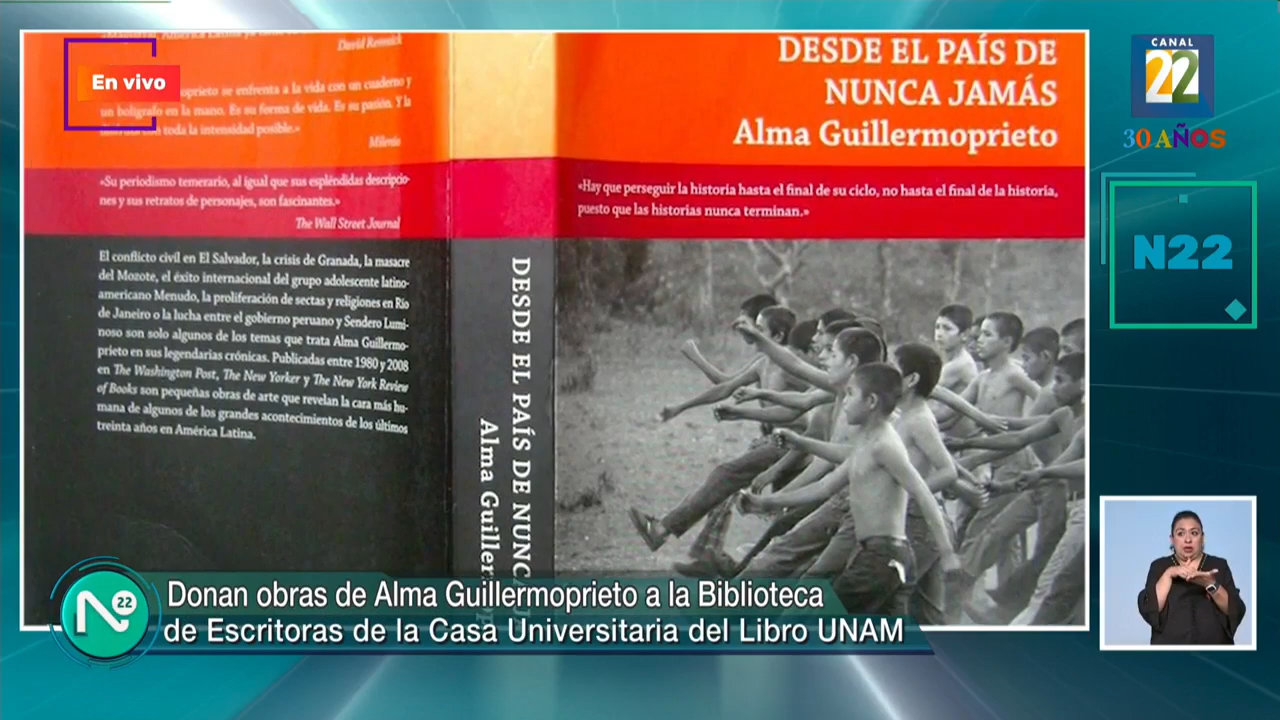 En vivo
David Remnick
oprieto se enfrenta a la vida con un cuaderno y
un bolígrafo en la mano. Es su forma de vida. Es su pasión. Y la
con toda la intensidad posible.»
Milenio
«Su periodismo temerario, al igual que sus espléndidas descripcio-
nes y sus retratos de personajes, son fascinantes.»
The Wall Street Journal
El conflicto civil en El Salvador, la crisis de Granada, la masacre
del Mozote, el éxito internacional del grupo adolescente latino-
americano Menudo, la proliferación de sectas y religiones en Río
de Janeiro o la lucha entre el gobierno peruano y Sendero Lumi-
noso son solo algunos de los temas que trata Alma Guillermo-
prieto en sus legendarias crónicas. Publicadas entre 1980 y 2008
en The Washington Post, The New Yorker y The New York Review
of Books son pequeñas obras de arte que revelan la cara más hu-
mana de algunos de los grandes acontecimientos de los últimos
treinta años en América Latina.
DESDE EL PAÍS DE NUNCA J
Alma Guiller
DESDE EL PAÍS DE
NUNCA JAMÁS
Alma Guillermoprieto
«Hay que perseguir la historia hasta el final de su ciclo, no hasta el final de la historia,
puesto que las historias nunca terminan.»
CANAL
22
30 AÑOS
N22
N 22
Donan obras de Alma Guillermoprieto a la Biblioteca
de Escritoras de la Casa Universitaria del Libro UNAM